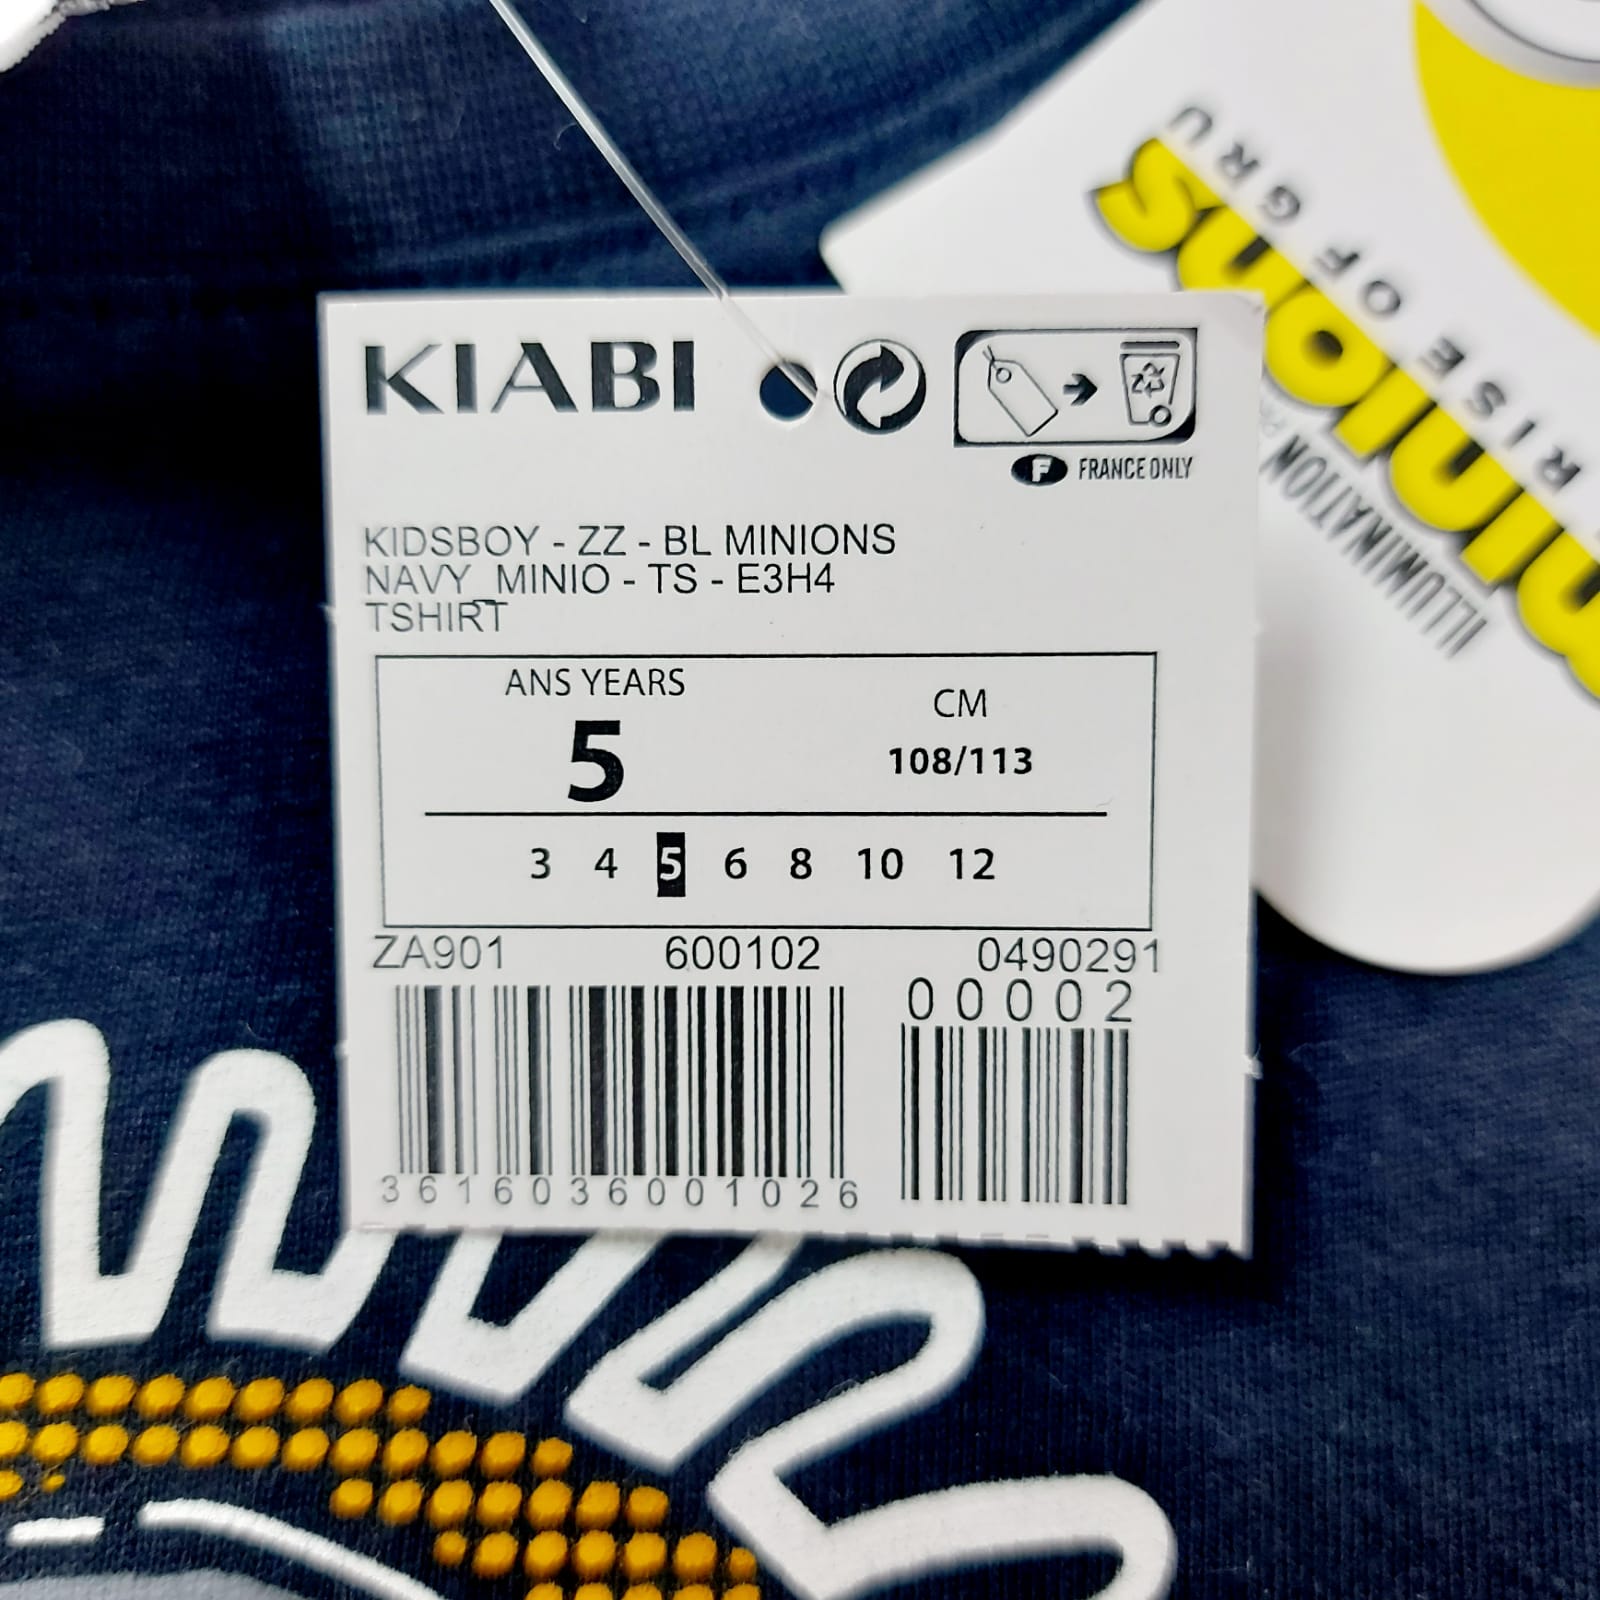 KIABI
F FRANCE ONLY
KIDSBOY - ZZ - BL MINIONS
NAVY_MINIO - TS - E3H4
TSHIRT
ANS YEARS
5
CM
108/113
3 4 5 6 8 10 12
ZA901 600102 0490291
00002
3616036001026
ILLUMINATION
minions
RISE OF GRU